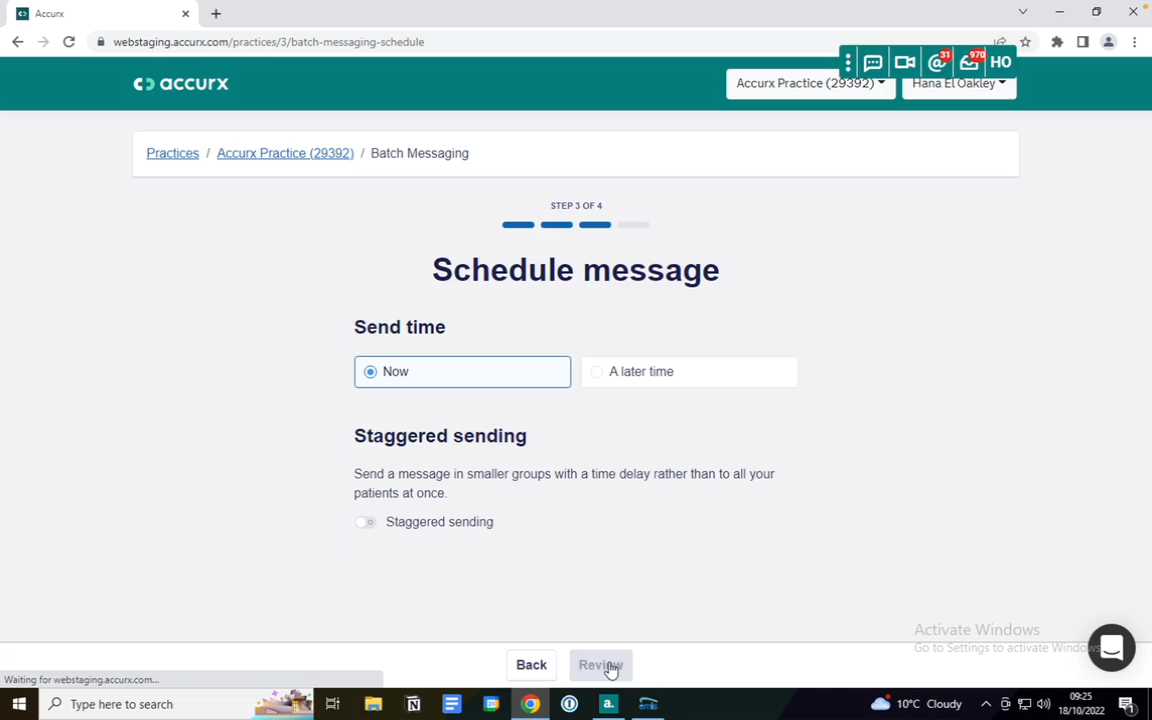 Accurx
webstaging.accurx.com/practices/3/batch-messaging-schedule
31
970
HO
accurx
Accurx Practice (29392)
Hana El Oakley
Practices / Accurx Practice (29392) / Batch Messaging
STEP 3 OF 4
Schedule message
Send time
Now
A later time
Staggered sending
Send a message in smaller groups with a time delay rather than to all your
patients at once.
Staggered sending
Activate Windows
Go to Settings to activate Windows
Back
Review
Waiting for webstaging.accurx.com...
Type here to search
a.
10°C Cloudy
09:25
18/10/2022
1